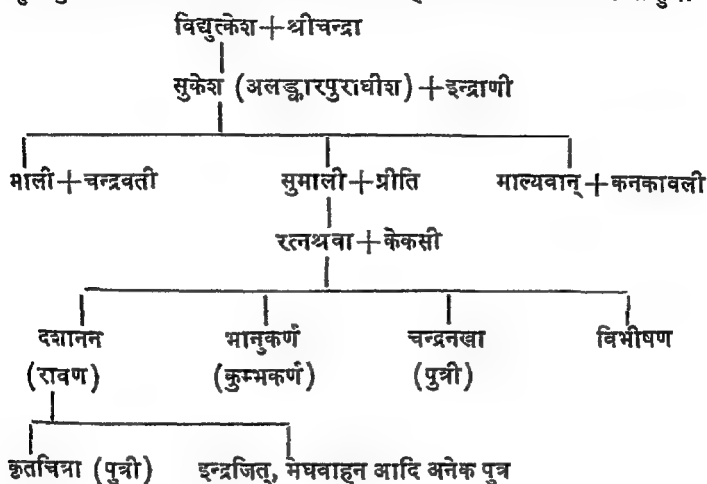 विद्युत्केश+श्रीचन्द्रा
सुकेश (अलङ्कारपुराधीश)+इन्द्राणी
माली+चन्द्रवती सुमाली+प्रीति माल्यवान्+कनकावली
रत्नश्रवा+केकसी
दशानन भानुकर्ण चन्द्रनखा विभीषण
(रावण) (कुम्भकर्ण) (पुत्री)
कृतचित्रा (पुत्री) इन्द्रजित्, मेघवाहन आदि अनेक पुत्र